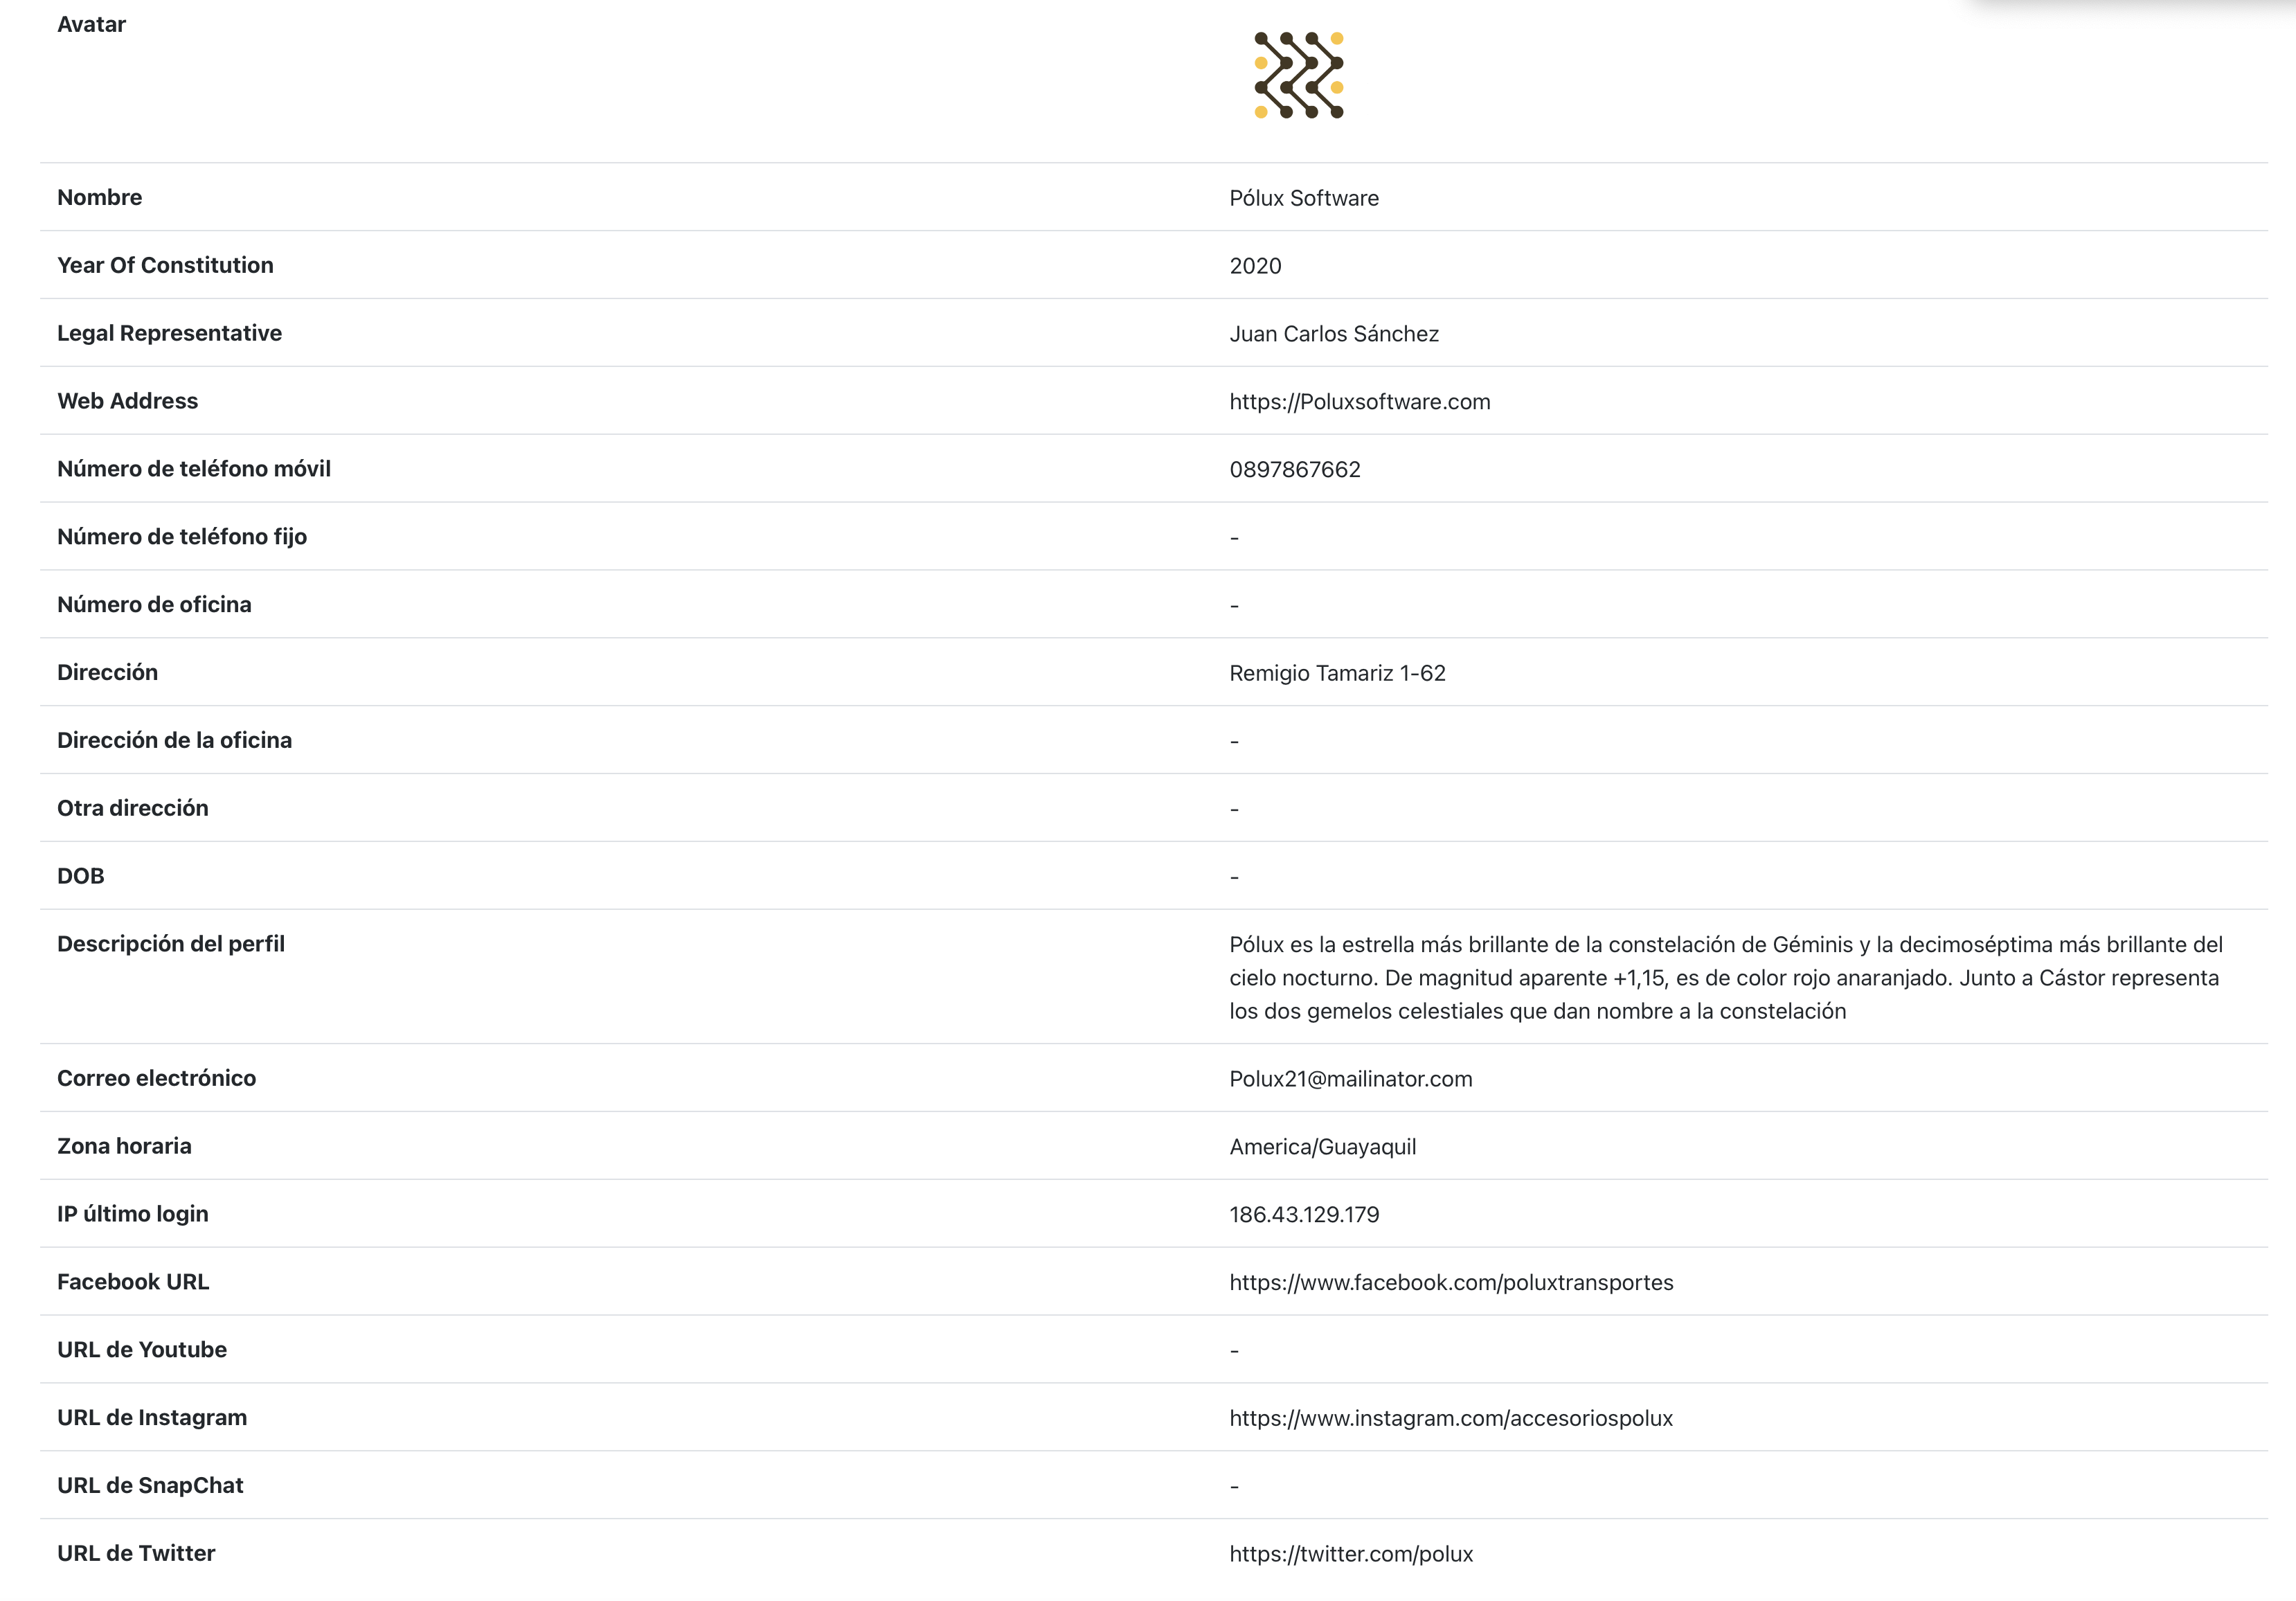 Avatar
Nombre Pólux Software
Year Of Constitution 2020
Legal Representative Juan Carlos Sánchez
Web Address https://Poluxsoftware.com
Número de teléfono móvil 0897867662
Número de teléfono fijo -
Número de oficina -
Dirección Remigio Tamariz 1-62
Dirección de la oficina -
Otra dirección -
DOB -
Descripción del perfil Pólux es la estrella más brillante de la constelación de Géminis y la decimoséptima más brillante del
cielo nocturno. De magnitud aparente +1,15, es de color rojo anaranjado. Junto a Cástor representa
los dos gemelos celestiales que dan nombre a la constelación
Correo electrónico Polux21@mailinator.com
Zona horaria America/Guayaquil
IP último login 186.43.129.179
Facebook URL https://www.facebook.com/poluxtransportes
URL de Youtube -
URL de Instagram https://www.instagram.com/accesoriospolux
URL de SnapChat -
URL de Twitter https://twitter.com/polux